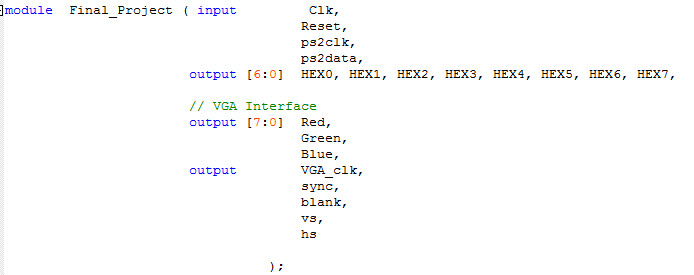 module Final_Project ( input Clk,
Reset,
ps2clk,
ps2data,
output [6:0] HEX0, HEX1, HEX2, HEX3, HEX4, HEX5, HEX6, HEX7,
// VGA Interface
output [7:0] Red,
Green,
Blue,
output VGA_clk,
sync,
blank,
vs,
hs
);